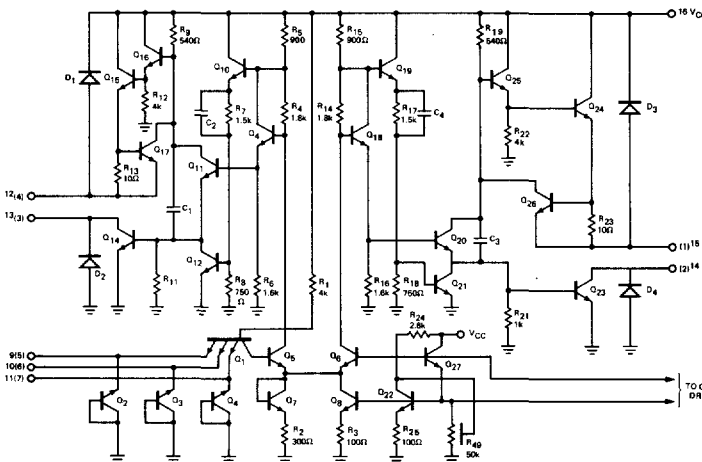 R9
540Ω
R5
900
R15
900Ω
R19
540Ω
16 VC
Q16
Q10
Q19
Q25
D1
Q15
R12
4k
C2
R7
1.5k
R4
1.8k
Q4
R14
1.8k
Q18
R17
1.5k
C4
Q24
D3
R22
4k
Q17
R13
10Ω
Q11
Q26
R23
10Ω
12(4)
13(3)
C1
Q14
Q12
Q20
C3
(1) 15
D2
R11
R8
750
Ω
R6
1.6k
R1
4k
R16
1.6k
R18
750Ω
Q21
R21
1k
Q23
(2) 14
D4
R24
2.8k
VCC
9(5)
10(6)
11(7)
Q1
Q5
Q6
Q27
Q2
Q3
Q4
Q7
Q8
Q22
R2
300Ω
R3
100Ω
R25
100Ω
R49
50k
TO O
DRI